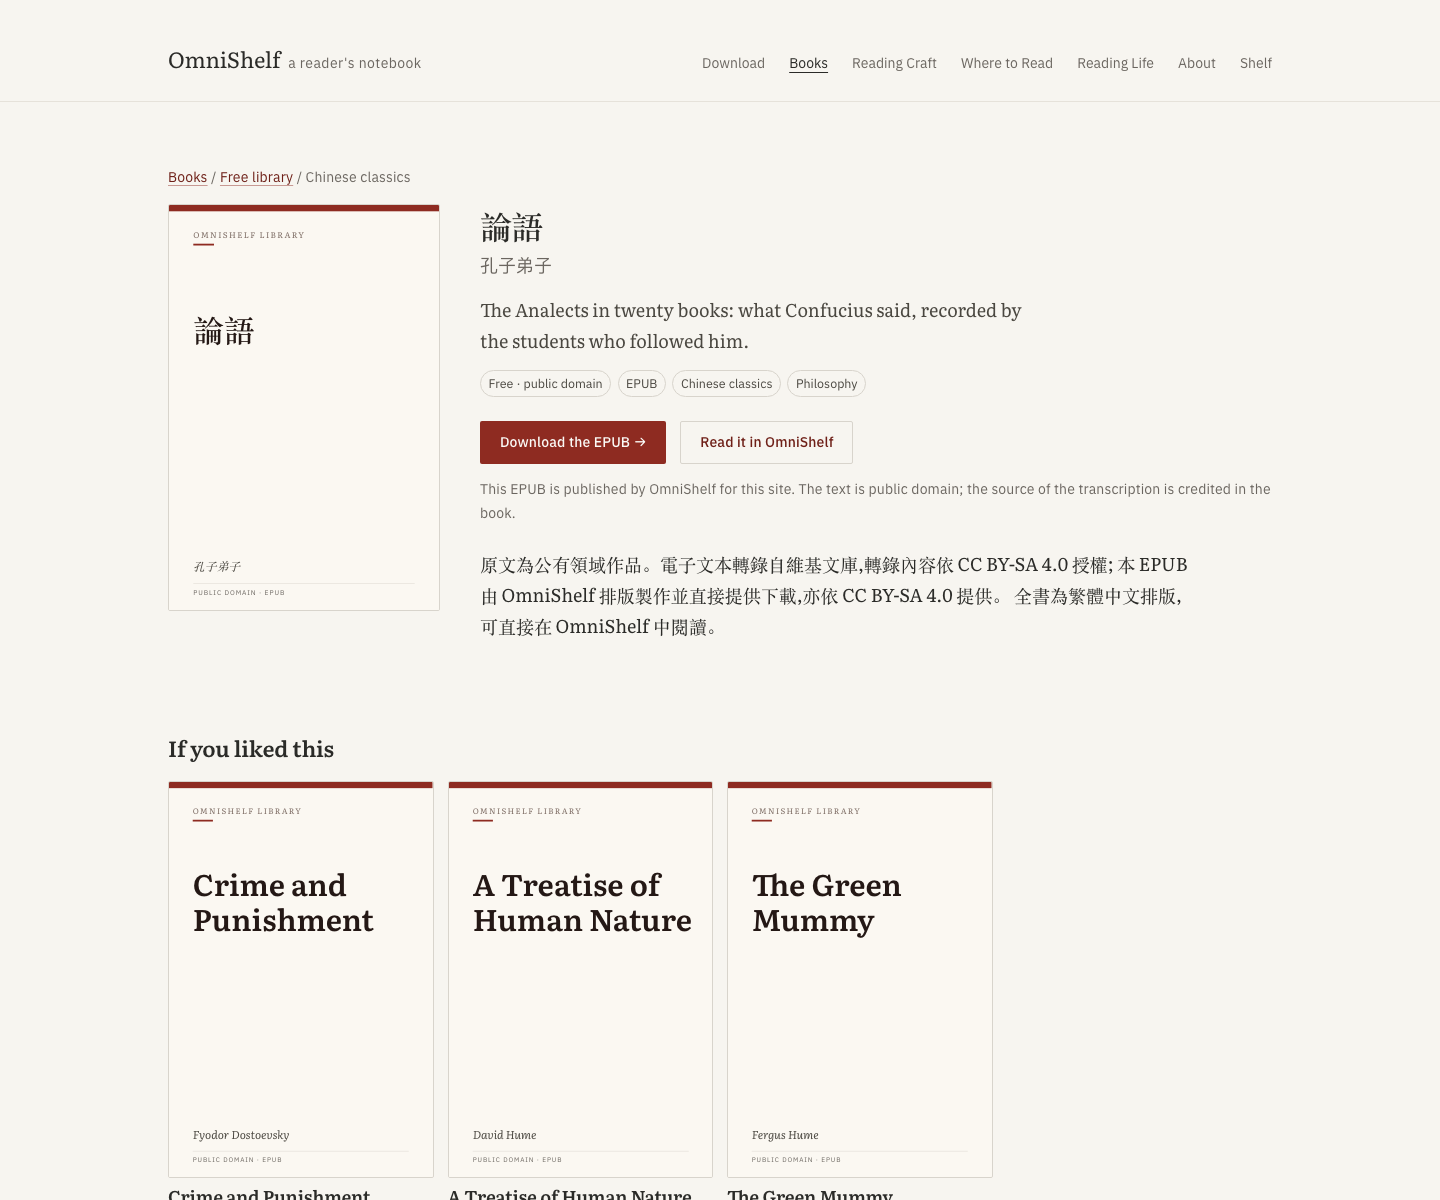 OmniShelf a reader's notebook
Download Books Reading Craft Where to Read Reading Life About Shelf
Books / Free library / Chinese classics
OMNISHELF LIBRARY
論語
孔子弟子
PUBLIC DOMAIN · EPUB
論語
孔子弟子
The Analects in twenty books: what Confucius said, recorded by
the students who followed him.
Free · public domain EPUB Chinese classics Philosophy
Download the EPUB → Read it in OmniShelf
This EPUB is published by OmniShelf for this site. The text is public domain; the source of the transcription is credited in the
book.
原文為公有領域作品。電子文本轉錄自維基文庫,轉錄內容依 CC BY-SA 4.0 授權; 本 EPUB
由 OmniShelf 排版製作並直接提供下載,亦依 CC BY-SA 4.0 提供。 全書為繁體中文排版,
可直接在 OmniShelf 中閱讀。
If you liked this
OMNISHELF LIBRARY
Crime and
Punishment
Fyodor Dostoevsky
PUBLIC DOMAIN · EPUB
Crime and Punishment
OMNISHELF LIBRARY
A Treatise of
Human Nature
David Hume
PUBLIC DOMAIN · EPUB
A Treatise of Human Nature
OMNISHELF LIBRARY
The Green
Mummy
Fergus Hume
PUBLIC DOMAIN · EPUB
The Green Mummy